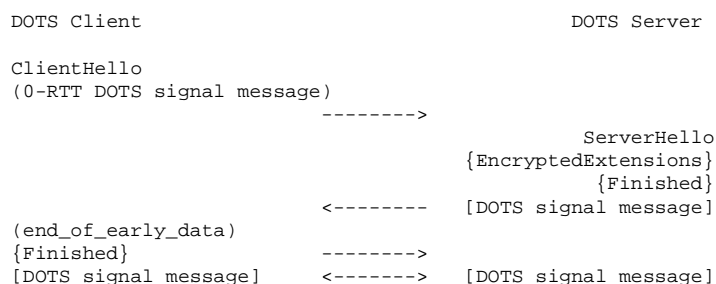 DOTS Client                                              DOTS Server
ClientHello
(0-RTT DOTS signal message)
                          -------->
                                                         ServerHello
                                               {EncryptedExtensions}
                                                          {Finished}
                          <--------   [DOTS signal message]
(end_of_early_data)
{Finished}                -------->
[DOTS signal message]     <------->   [DOTS signal message]